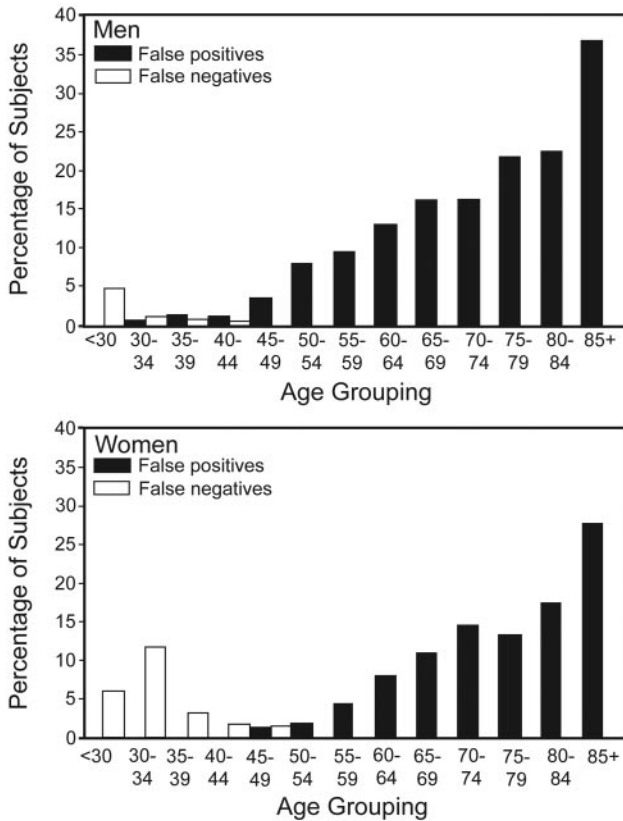 Men
False positives
False negatives
Percentage of Subjects
40
35
30
25
20
15
10
5
0
<30 30- 35- 40- 45- 50- 55- 60- 65- 70- 75- 80- 85+
34 39 44 49 54 59 64 69 74 79 84
Age Grouping
Women
False positives
False negatives
Percentage of Subjects
40
35
30
25
20
15
10
5
0
<30 30- 35- 40- 45- 50- 55- 60- 65- 70- 75- 80- 85+
34 39 44 49 54 59 64 69 74 79 84
Age Grouping